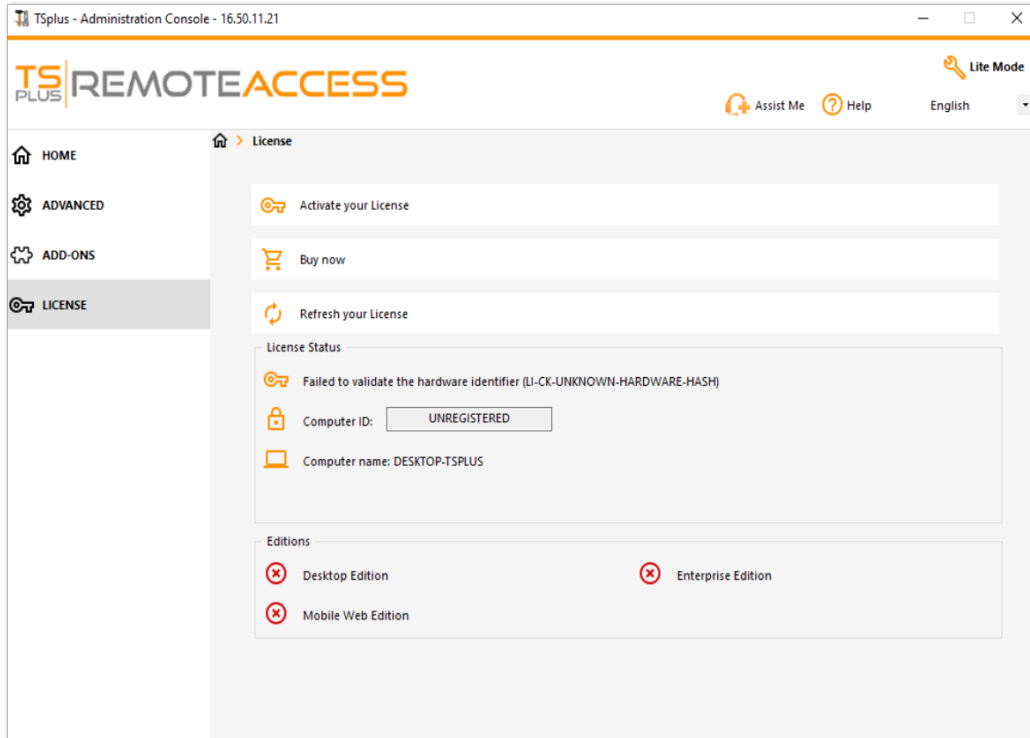 TSplus - Administration Console - 16.50.11.21
TS PLUS REMOTEACCESS
Lite Mode
Assist Me
Help
English
HOME
ADVANCED
ADD-ONS
LICENSE
License
Activate your License
Buy now
Refresh your License
License Status
Failed to validate the hardware identifier (LI-CK-UNKNOWN-HARDWARE-HASH)
Computer ID: UNREGISTERED
Computer name: DESKTOP-TSPLUS
Editions
Desktop Edition
Enterprise Edition
Mobile Web Edition